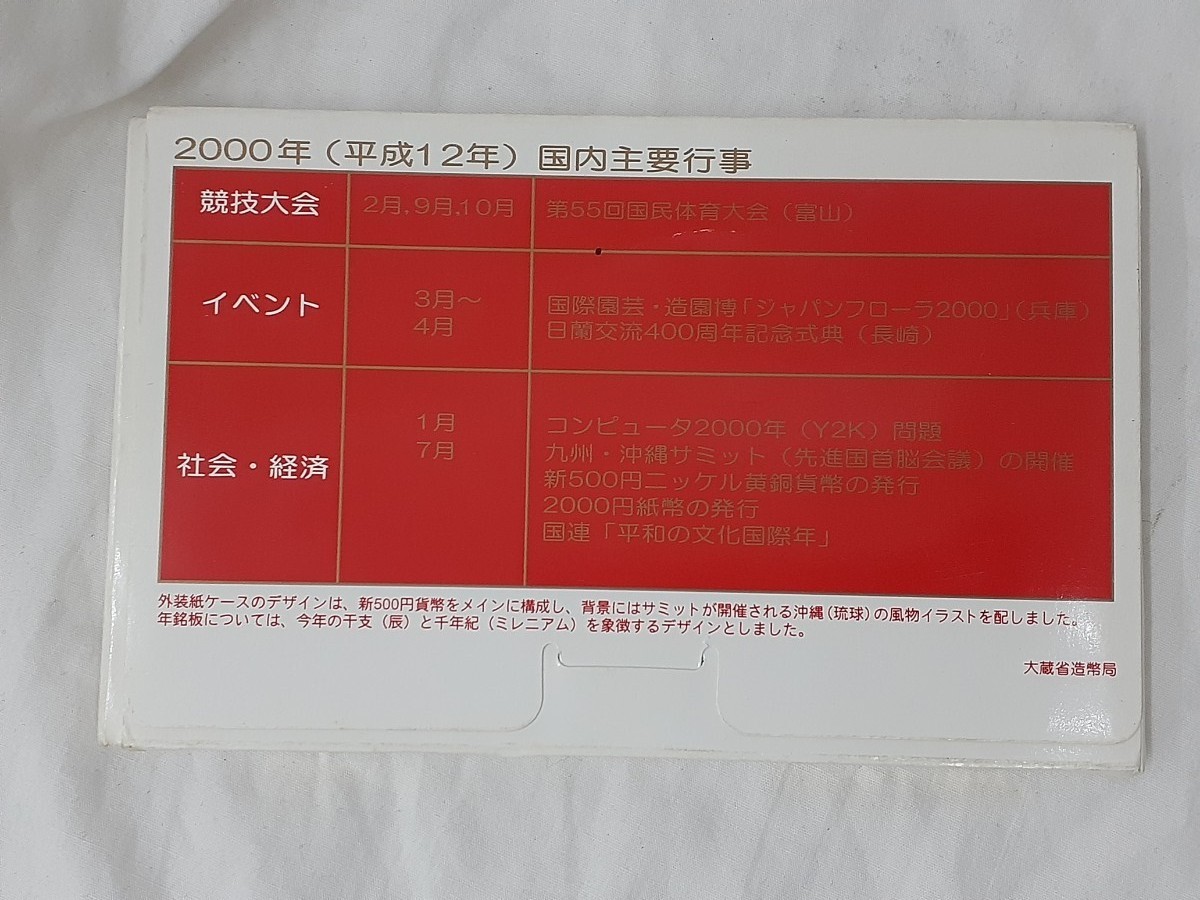 2000年（平成12年）国内主要行事
競技大会 2月,9月,10月 第55回国民体育大会（富山）
イベント
3月～ 国際園芸・造園博「ジャパンフローラ2000」（兵庫）
4月 日蘭交流400周年記念式典（長崎）
社会・経済
1月 コンピュータ2000年（Y2K）問題
7月 九州・沖縄サミット（先進国首脳会議）の開催
新500円ニッケル黄銅貨幣の発行
2000円紙幣の発行
国連「平和の文化国際年」
外装紙ケースのデザインは、新500円貨幣をメインに構成し、背景にはサミットが開催される沖縄（琉球）の風物イラストを配しました。
年銘板については、今年の干支（辰）と千年紀（ミレニアム）を象徴するデザインとしました。
大蔵省造幣局